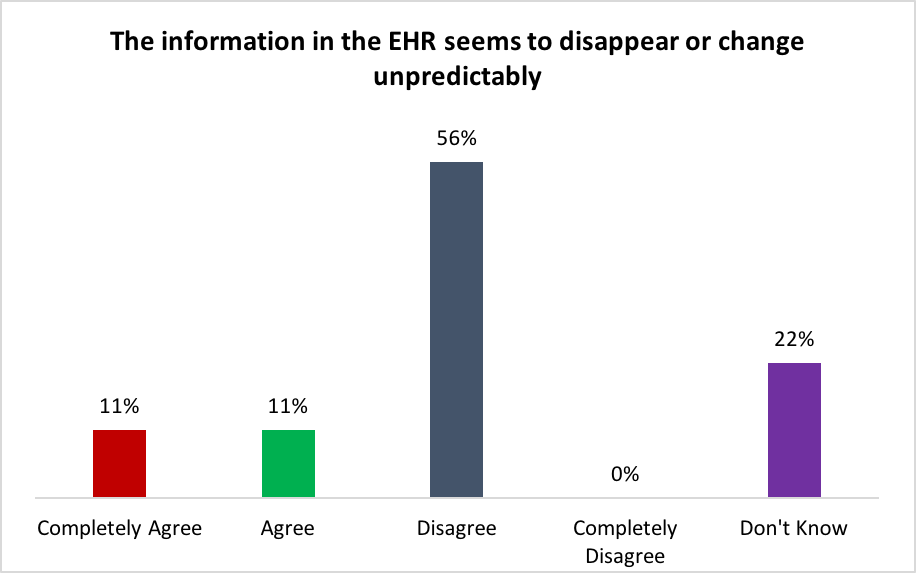 The information in the EHR seems to disappear or change
unpredictably
56%
22%
11%
11%
0%
Completely Agree
Agree
Disagree
Completely
Disagree
Don't Know